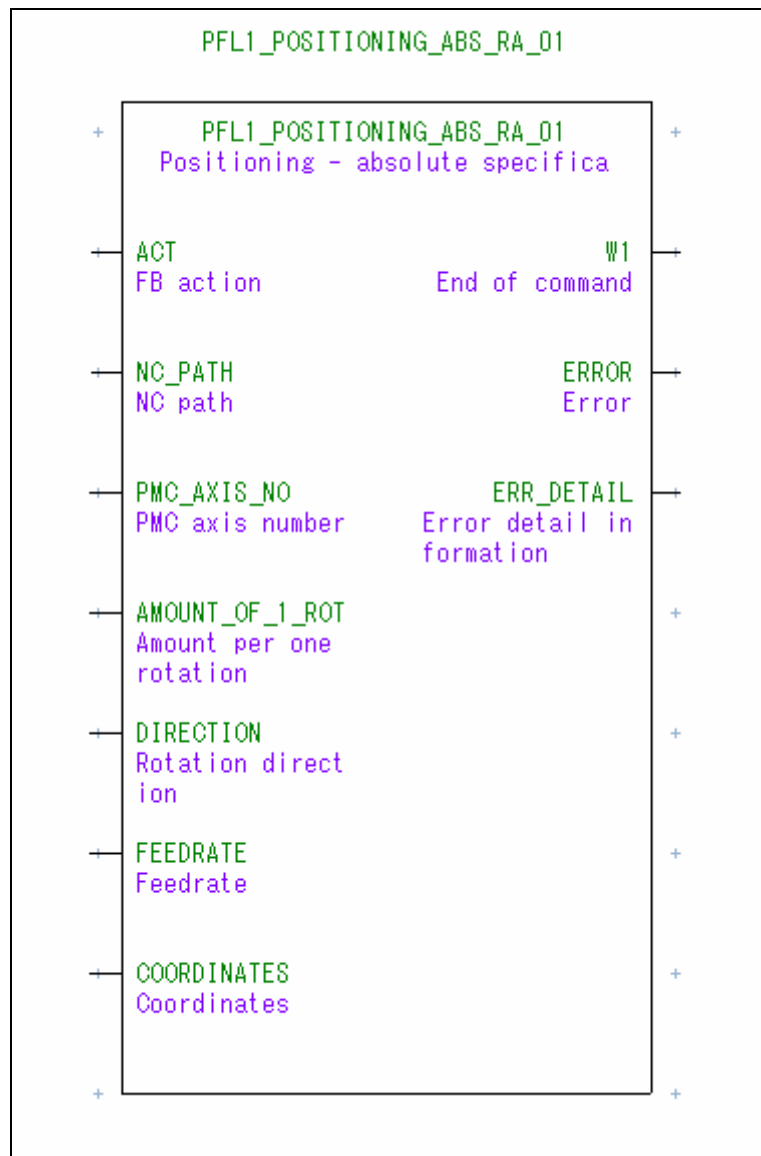 PFL1_POSITIONING_ABS_RA_01
PFL1_POSITIONING_ABS_RA_01
Positioning - absolute specifica
ACT
FB action
W1
End of command
NC_PATH
NC path
ERROR
Error
PMC_AXIS_NO
PMC axis number
ERR_DETAIL
Error detail in
formation
AMOUNT_OF_1_ROT
Amount per one
rotation
DIRECTION
Rotation direct
ion
FEEDRATE
Feedrate
COORDINATES
Coordinates